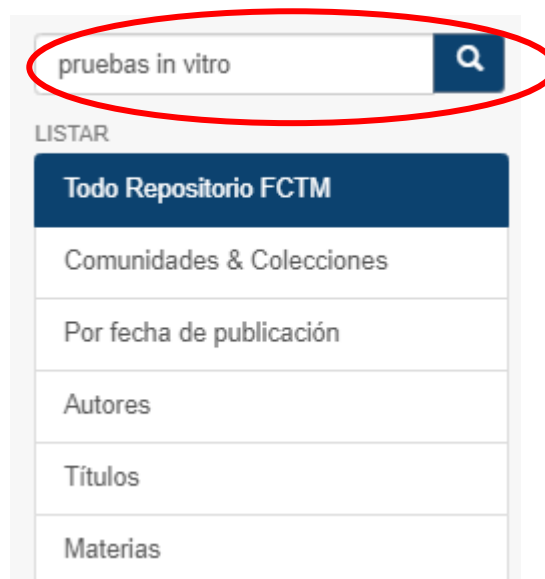 pruebas in vitro
LISTAR
Todo Repositorio FCTM
Comunidades & Colecciones
Por fecha de publicación
Autores
Títulos
Materias